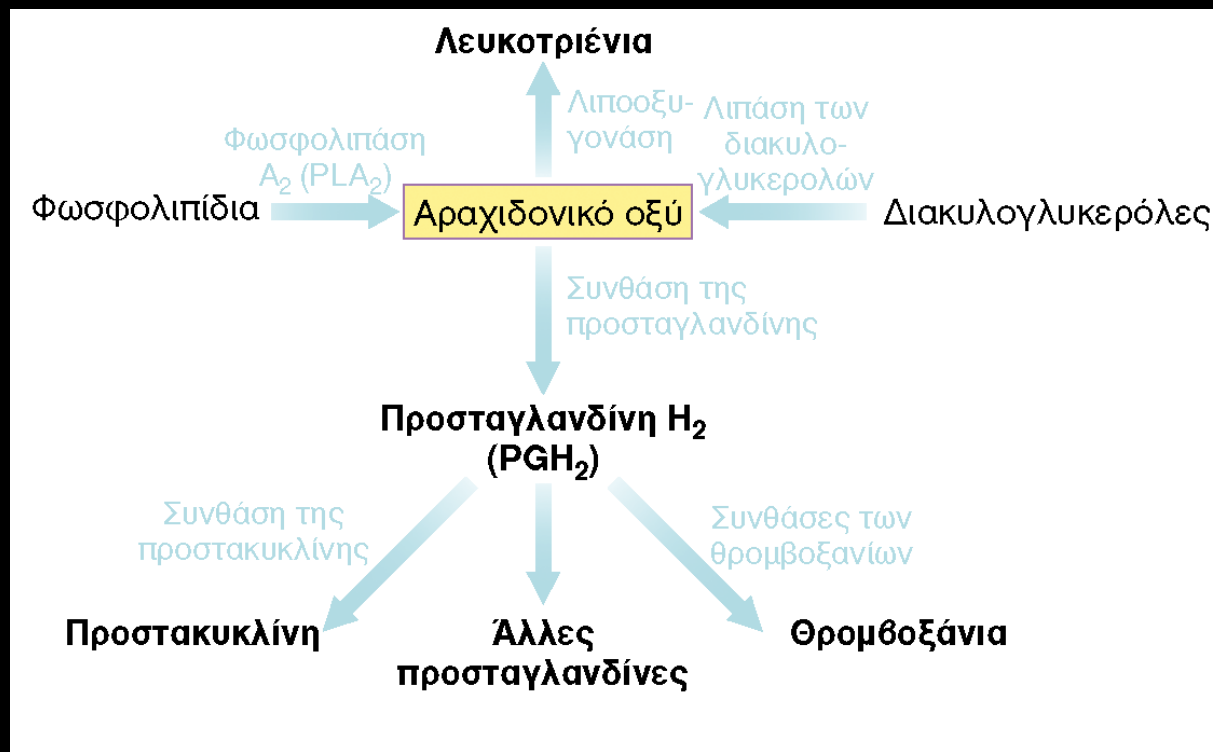 Λευκοτριένια
Λιποοξυ-
γονάση
Λιπάση των
διακυλο-
γλυκερολών
Φωσφολιπάση
A₂ (PLA₂)
Φωσφολιπίδια
Αραχιδονικό οξύ
Διακυλογλυκερόλες
Συνθάση της
προσταγλανδίνης
Προσταγλανδίνη H₂
(PGH₂)
Συνθάση της
προστακυκλίνης
Συνθάσες των
θρομβοξανίων
Προστακυκλίνη
Άλλες
προσταγλανδίνες
Θρομβοξάνια